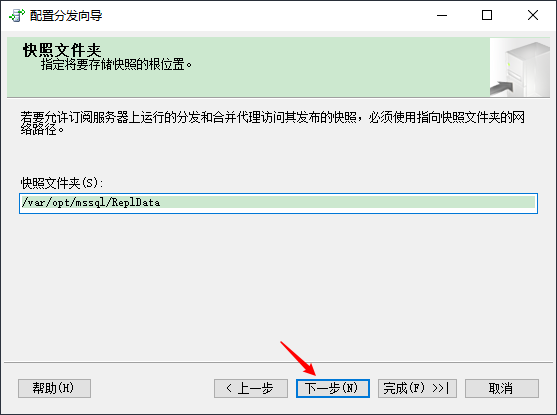 配置分发向导
快照文件夹
指定将要存储快照的根位置。
若要允许订阅服务器上运行的分发和合并代理访问其发布的快照，必须使用指向快照文件夹的网
络路径。
快照文件夹(S):
/var/opt/mssql/ReplData
帮助(H)
< 上一步
下一步(N)
完成(F) >>|
取消